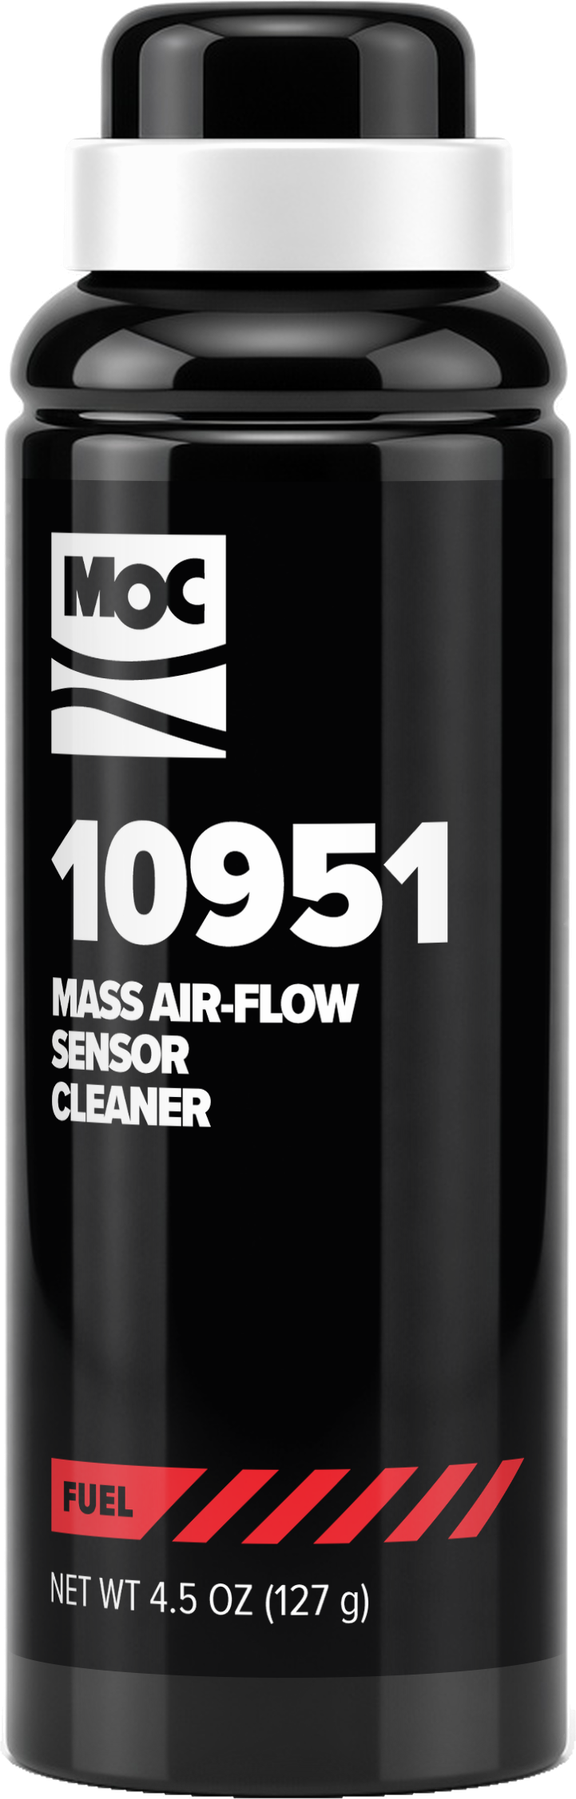 MOC
10951
MASS AIR-FLOW
SENSOR
CLEANER
FUEL
NET WT 4.5 OZ (127 g)